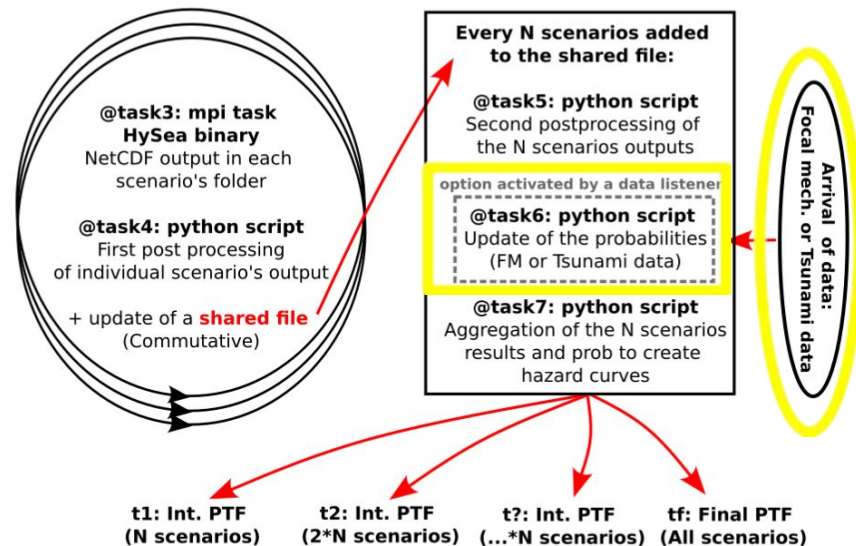 @task3: mpi task
HySea binary
NetCDF output in each
scenario's folder
@task4: python script
First post processing
of individual scenario's output
+ update of a shared file
(Commutative)
Every N scenarios added
to the shared file:
@task5: python script
Second postprocessing of
the N scenarios outputs
option activated by a data listener
@task6: python script
Update of the probabilities
(FM or Tsunami data)
@task7: python script
Aggregation of the N scenarios
results and prob to create
hazard curves
Arrival of data:
Focal mech. or Tsunami data
t1: Int. PTF
(N scenarios)
t2: Int. PTF
(2*N scenarios)
t?: Int. PTF
(...*N scenarios)
tf: Final PTF
(All scenarios)